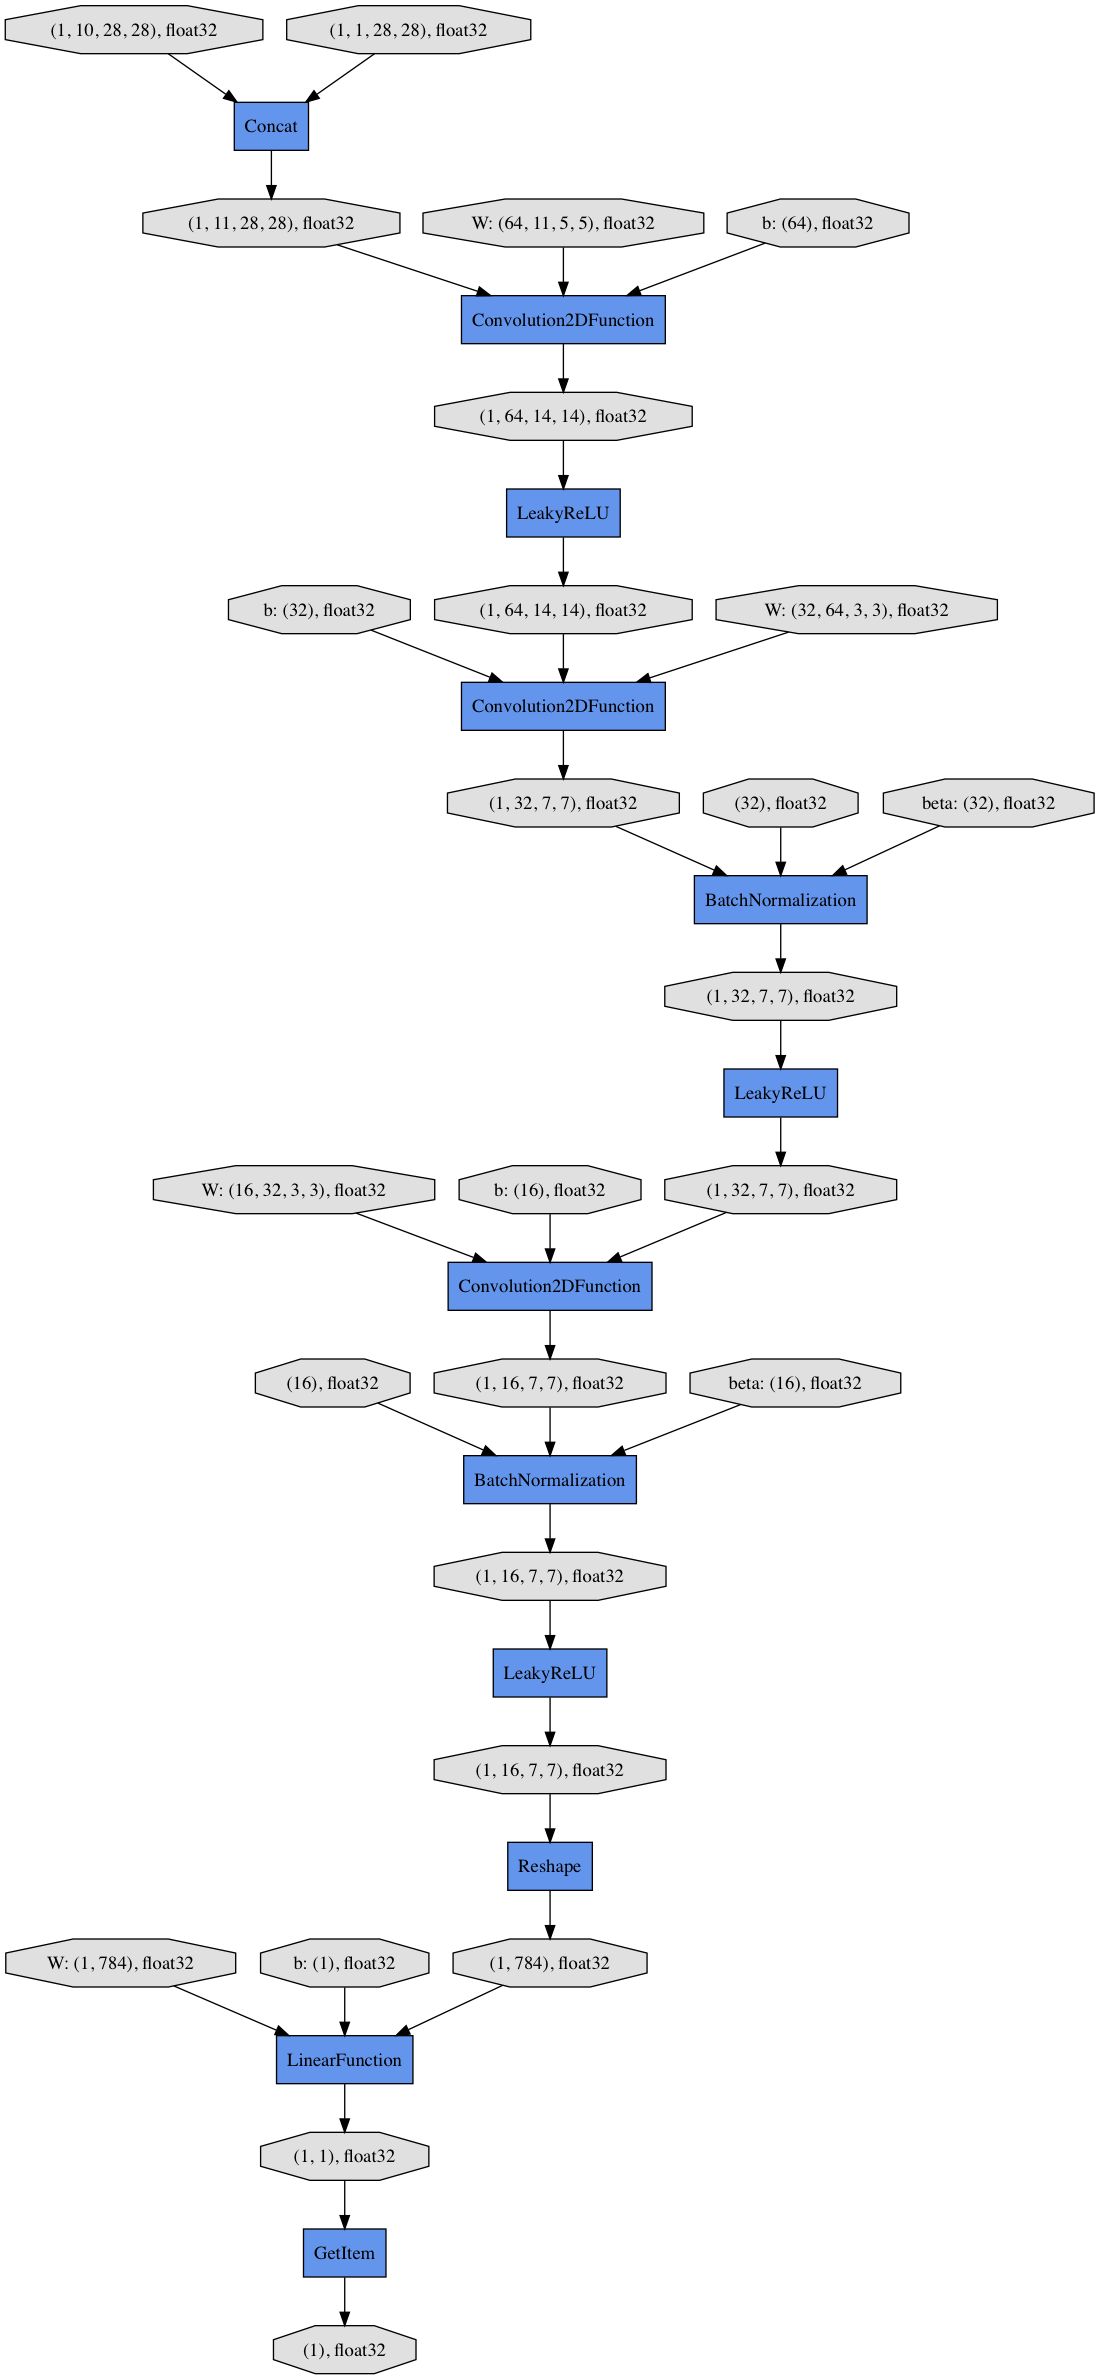 (1, 10, 28, 28), float32
(1, 1, 28, 28), float32
Concat
(1, 11, 28, 28), float32
W: (64, 11, 5, 5), float32
b: (64), float32
Convolution2DFunction
(1, 64, 14, 14), float32
LeakyReLU
b: (32), float32
(1, 64, 14, 14), float32
W: (32, 64, 3, 3), float32
Convolution2DFunction
(1, 32, 7, 7), float32
(32), float32
beta: (32), float32
BatchNormalization
(1, 32, 7, 7), float32
LeakyReLU
W: (16, 32, 3, 3), float32
b: (16), float32
(1, 32, 7, 7), float32
Convolution2DFunction
(16), float32
(1, 16, 7, 7), float32
beta: (16), float32
BatchNormalization
(1, 16, 7, 7), float32
LeakyReLU
(1, 16, 7, 7), float32
Reshape
W: (1, 784), float32
b: (1), float32
(1, 784), float32
LinearFunction
(1, 1), float32
GetItem
(1), float32